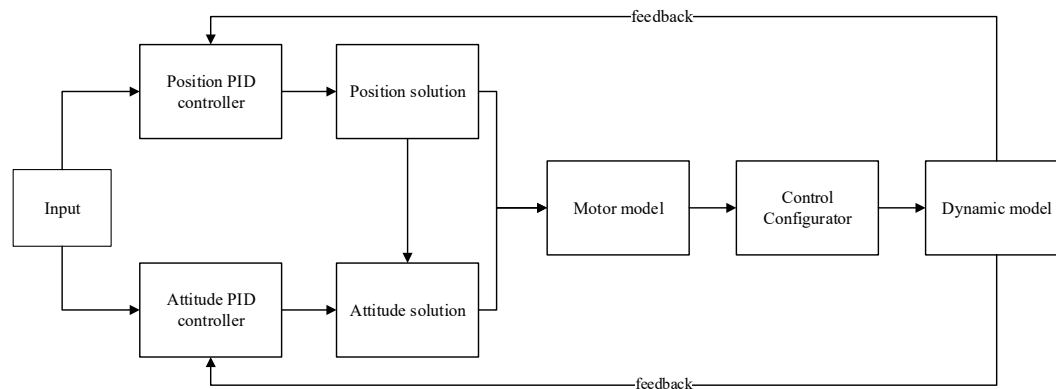 feedback
Position PID
controller
Position solution
Input
Motor model
Control
Configurator
Dynamic model
Attitude PID
controller
Attitude solution
feedback